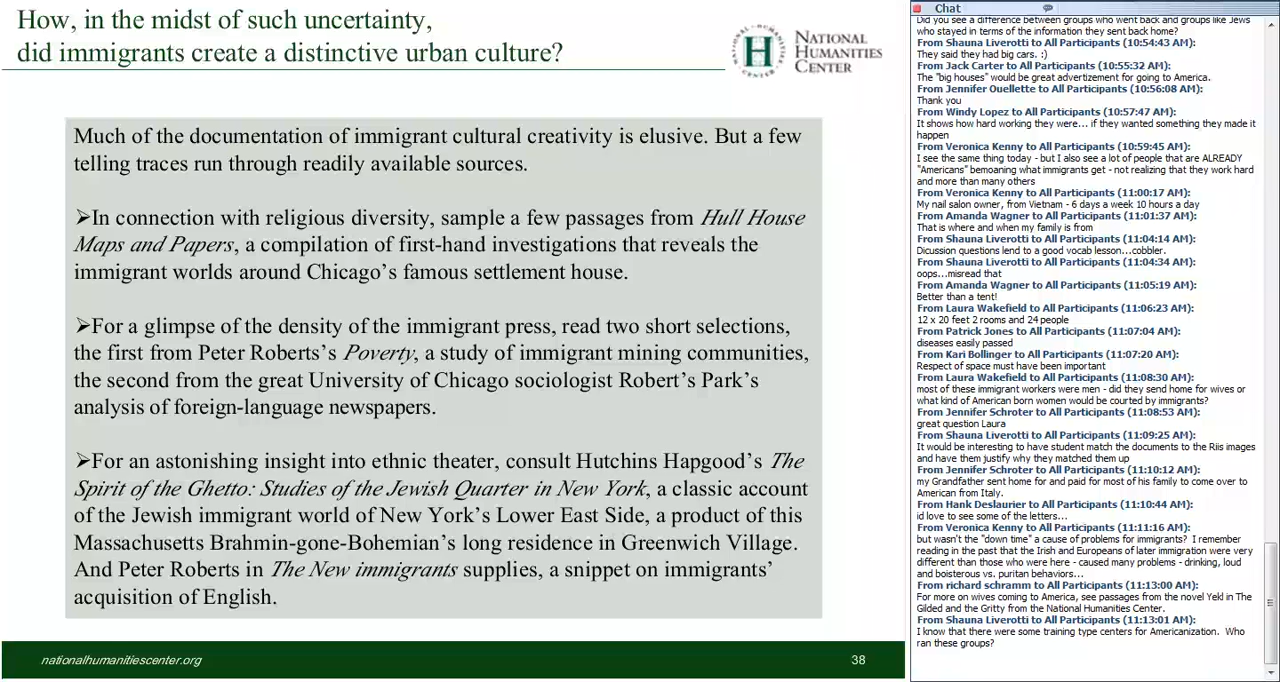 How, in the midst of such uncertainty,
did immigrants create a distinctive urban culture?
NATIONAL HUMANITIES CENTER
H
NATIONAL
HUMANITIES
CENTER
Much of the documentation of immigrant cultural creativity is elusive. But a few
telling traces run through readily available sources.
➢In connection with religious diversity, sample a few passages from Hull House
Maps and Papers, a compilation of first-hand investigations that reveals the
immigrant worlds around Chicago's famous settlement house.
➢For a glimpse of the density of the immigrant press, read two short selections,
the first from Peter Roberts's Poverty, a study of immigrant mining communities,
the second from the great University of Chicago sociologist Robert's Park's
analysis of foreign-language newspapers.
➢For an astonishing insight into ethnic theater, consult Hutchins Hapgood's The
Spirit of the Ghetto: Studies of the Jewish Quarter in New York, a classic account
of the Jewish immigrant world of New York's Lower East Side, a product of this
Massachusetts Brahmin-gone-Bohemian's long residence in Greenwich Village.
And Peter Roberts in The New immigrants supplies, a snippet on immigrants'
acquisition of English.
nationalhumanitiescenter.org
38
Chat
Did you see a difference between groups who went back and groups like Jews
who stayed in terms of the information they sent back home?
From Shauna Liverotti to All Participants (10:54:43 AM):
They said they had big cars. :)
From Jack Carter to All Participants (10:55:32 AM):
The "big houses" would be great advertizement for going to America.
From Jennifer Ouellette to All Participants (10:56:08 AM):
Thank you
From Windy Lopez to All Participants (10:57:47 AM):
It shows how hard working they were... if they wanted something they made it
happen
From Veronica Kenny to All Participants (10:59:45 AM):
I see the same thing today - but I also see a lot of people that are ALREADY
"Americans" bemoaning what immigrants get - not realizing that they work hard
and more than many others
From Veronica Kenny to All Participants (11:00:17 AM):
My nail salon owner, from Vietnam - 6 days a week 10 hours a day
From Amanda Wagner to All Participants (11:01:37 AM):
That is where and when my family is from
From Shauna Liverotti to All Participants (11:04:14 AM):
Dicussion questions lend to a good vocab lesson...cobbler.
From Shauna Liverotti to All Participants (11:04:34 AM):
oops...misread that
From Amanda Wagner to All Participants (11:05:19 AM):
Better than a tent!
From Laura Wakefield to All Participants (11:06:23 AM):
12 x 20 feet 2 rooms and 24 people
From Patrick Jones to All Participants (11:07:04 AM):
diseases easily passed
From Kari Bollinger to All Participants (11:07:20 AM):
Respect of space must have been important
From Laura Wakefield to All Participants (11:08:30 AM):
most of these immigrant workers were men - did they send home for wives or
what kind of American born women would be courted by immigrants?
From Jennifer Schroter to All Participants (11:08:53 AM):
great question Laura
From Shauna Liverotti to All Participants (11:09:25 AM):
It would be interesting to have student match the documents to the Riis images
and have them justify why they matched them up
From Jennifer Schroter to All Participants (11:10:12 AM):
my Grandfather sent home for and paid for most of his family to come over to
American from Italy.
From Hank Deslaurier to All Participants (11:10:44 AM):
id love to see some of the letters...
From Veronica Kenny to All Participants (11:11:16 AM):
but wasn't the "down time" a cause of problems for immigrants? I remember
reading in the past that the Irish and Europeans of later immigration were very
different than those who were here - caused many problems - drinking, loud
and boisterous vs. puritan behaviors...
From richard schramm to All Participants (11:13:00 AM):
For more on wives coming to America, see passages from the novel Yekl in The
Gilded and the Gritty from the National Humanities Center.
From Shauna Liverotti to All Participants (11:13:01 AM):
I know that there were some training type centers for Americanization. Who
ran these groups?